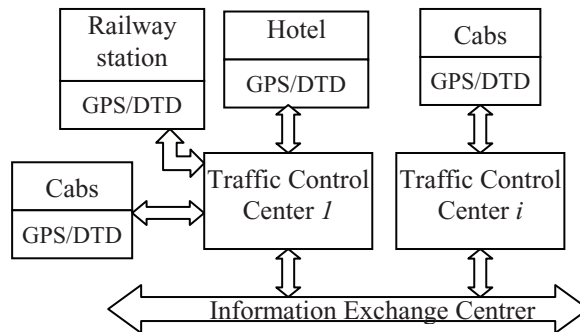 Railway
station
GPS/DTD
Hotel
GPS/DTD
Cabs
GPS/DTD
Cabs
GPS/DTD
Traffic Control
Center 1
Traffic Control
Center i
Information Exchange Centrer